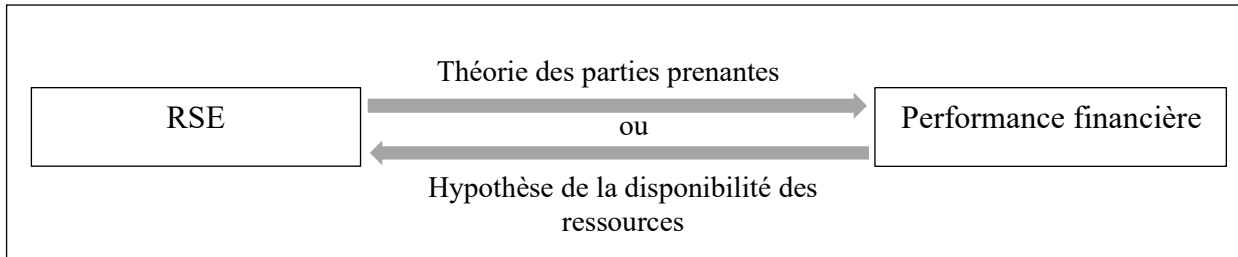 Théorie des parties prenantes
RSE
ou
Performance financière
Hypothèse de la disponibilité des
ressources